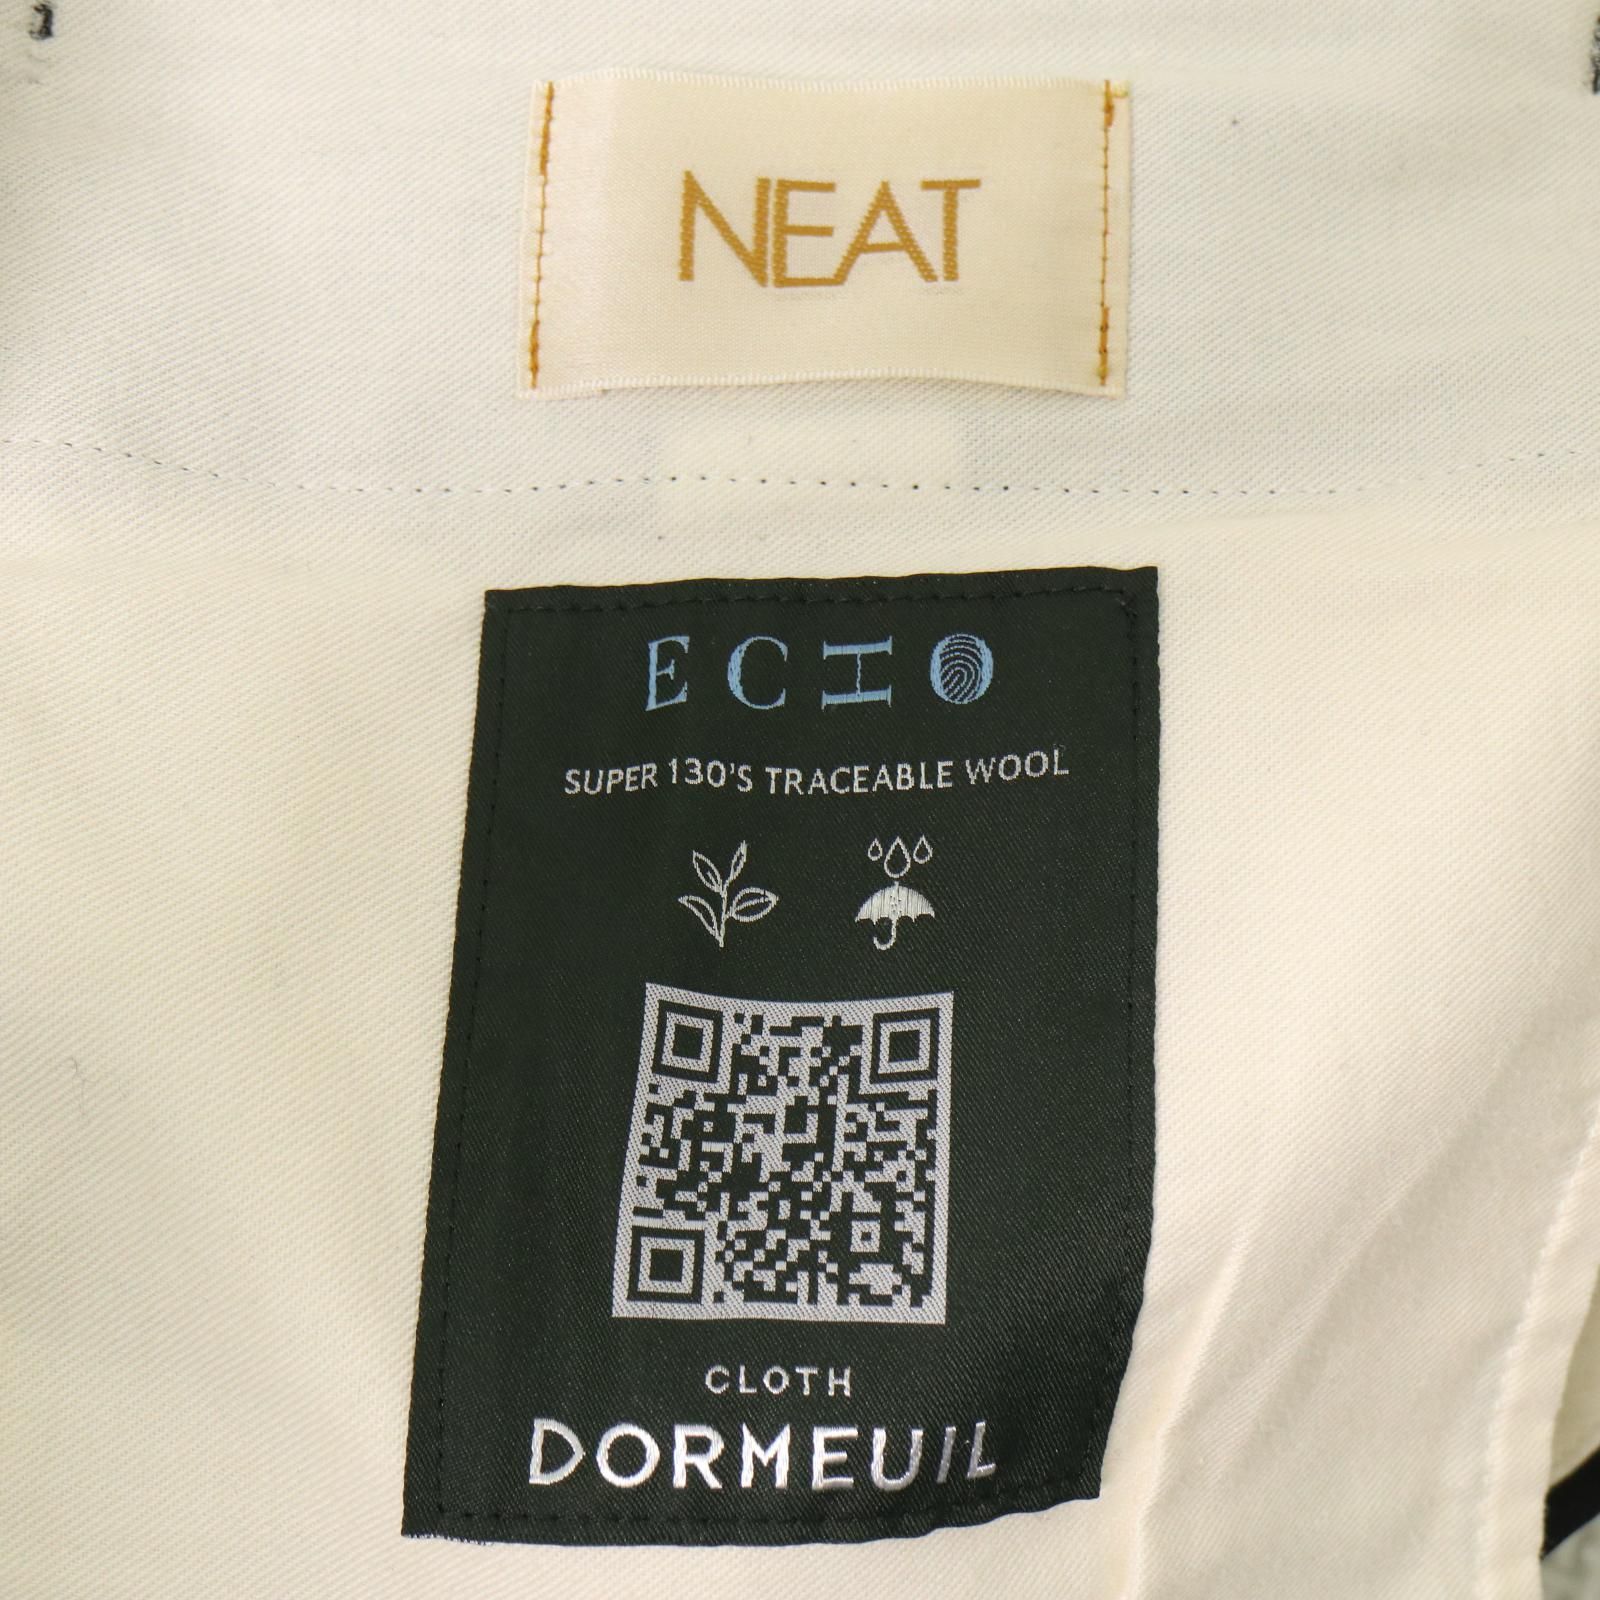 NEAT
ECHO
SUPER 130'S TRACEABLE WOOL
CLOTH
DORMEUIL